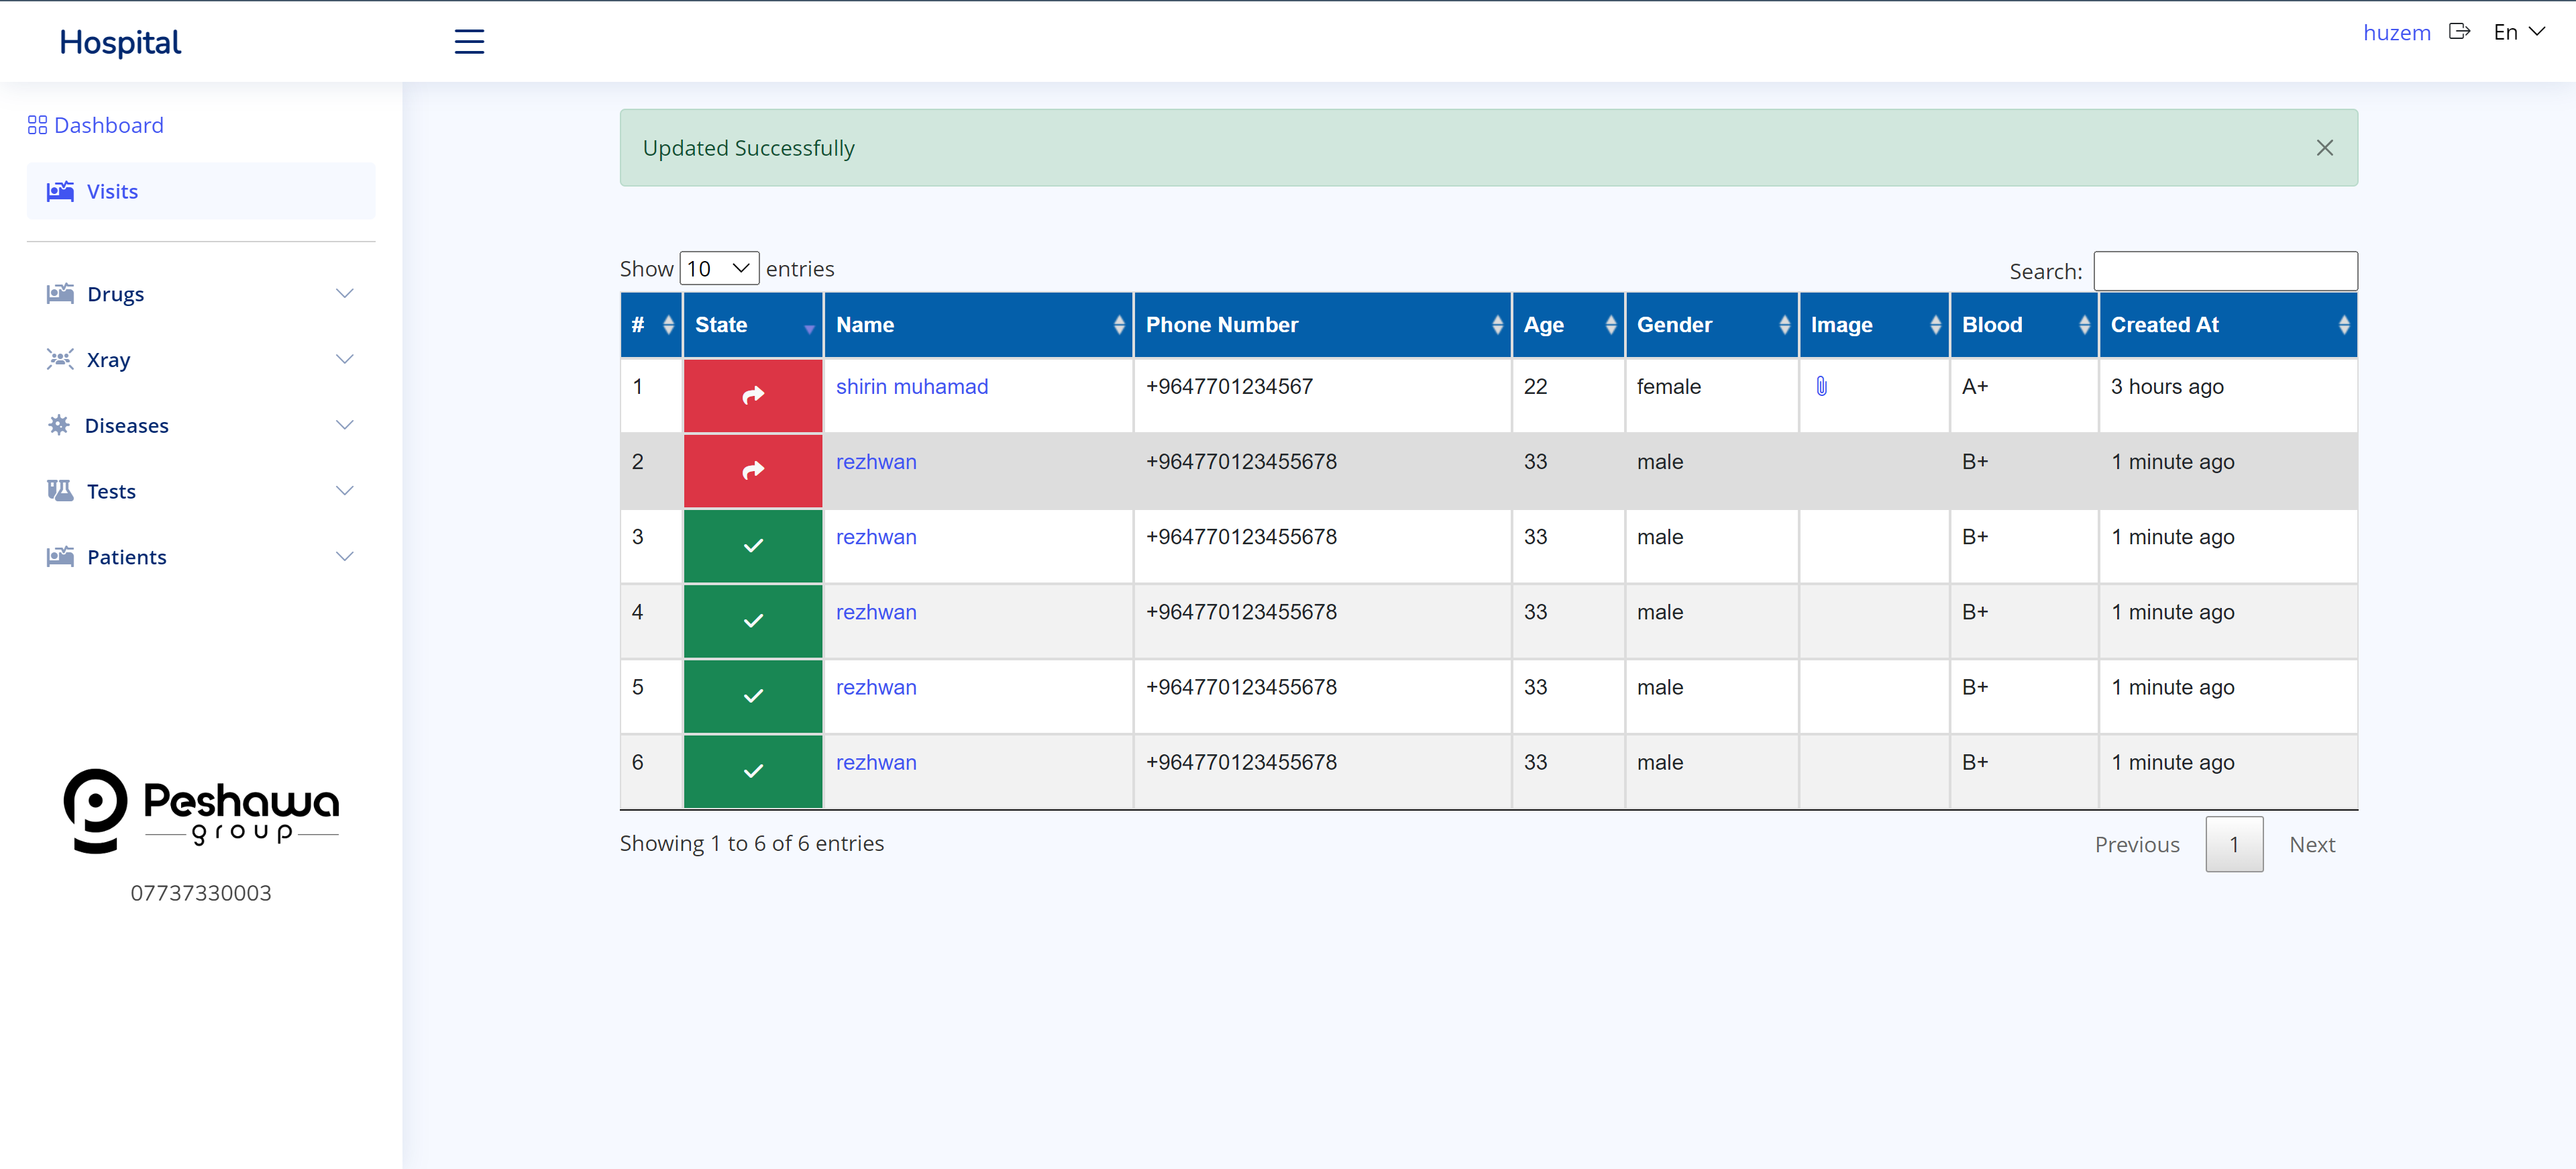 Hospital
huzem En
Dashboard
Visits
Drugs
Xray
Diseases
Tests
Patients
Peshawa
group
07737330003
Updated Successfully
Show 10 entries
Search:
# State Name Phone Number Age Gender Image Blood Created At
1 shirin muhamad +9647701234567 22 female A+ 3 hours ago
2 rezhwan +964770123455678 33 male B+ 1 minute ago
3 rezhwan +964770123455678 33 male B+ 1 minute ago
4 rezhwan +964770123455678 33 male B+ 1 minute ago
5 rezhwan +964770123455678 33 male B+ 1 minute ago
6 rezhwan +964770123455678 33 male B+ 1 minute ago
Showing 1 to 6 of 6 entries
Previous 1 Next